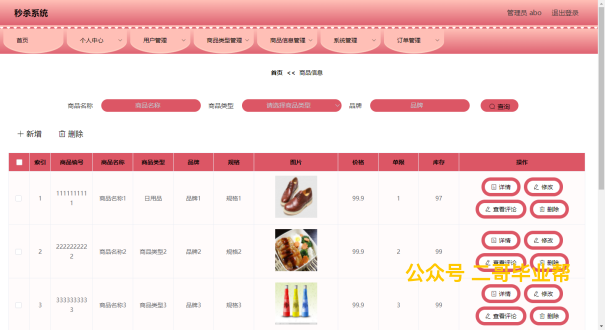 秒杀系统 管理员 abo 退出登录
首页 个人中心 用户管理 商品类型管理 商品信息管理 系统管理 订单管理
首页 << 商品信息
商品名称 商品名称 商品类型 请选择商品类型 品牌 品牌 查询
新增 删除
索引 商品编号 商品名称 商品类型 品牌 规格 图片 价格 单限 库存 操作
1 1111111111 商品名称1 日用品 品牌1 规格1 99.9 1 97 详情 修改
查看评论 删除
2 2222222222 商品名称2 商品类型2 品牌2 规格2 99.9 2 99 详情 修改
查看评论 删除
公众号 二哥毕业帮
3 3333333333 商品名称3 商品类型3 品牌3 规格3 99.9 3 99 详情 修改
查看评论 删除